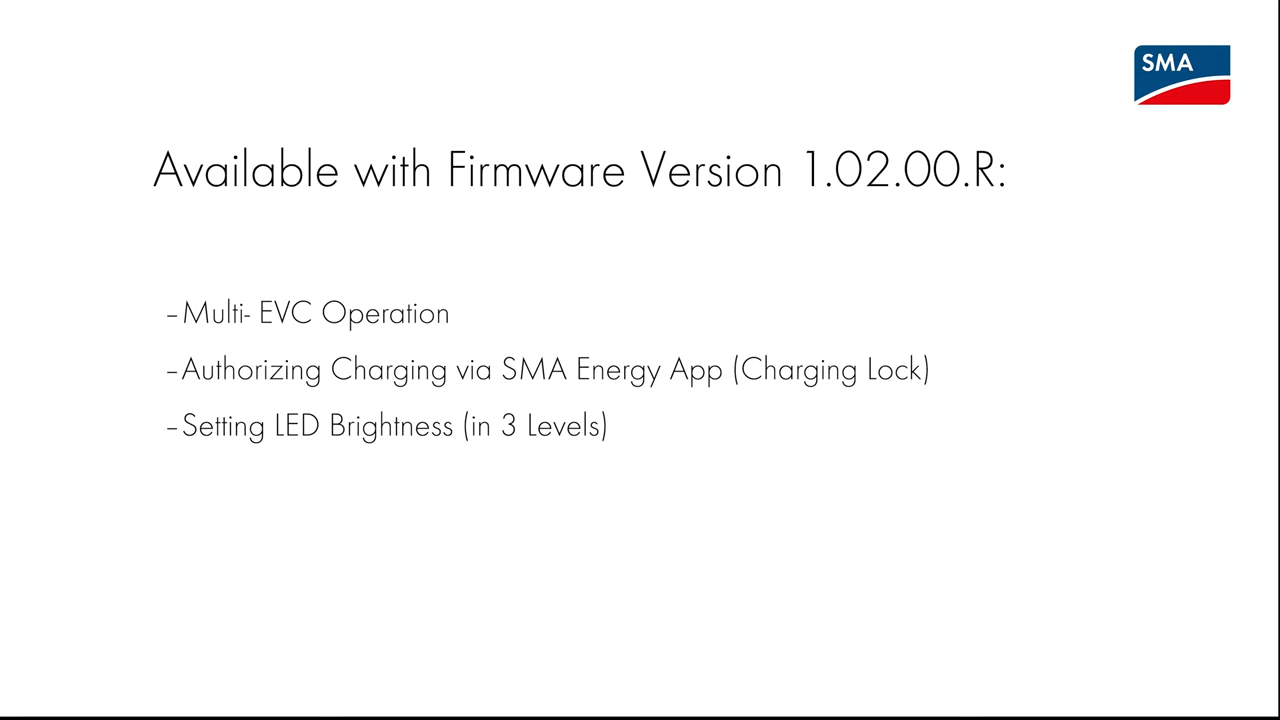 SMA
Available with Firmware Version 1.02.00.R:
–Multi- EVC Operation
–Authorizing Charging via SMA Energy App (Charging Lock)
–Setting LED Brightness (in 3 Levels)